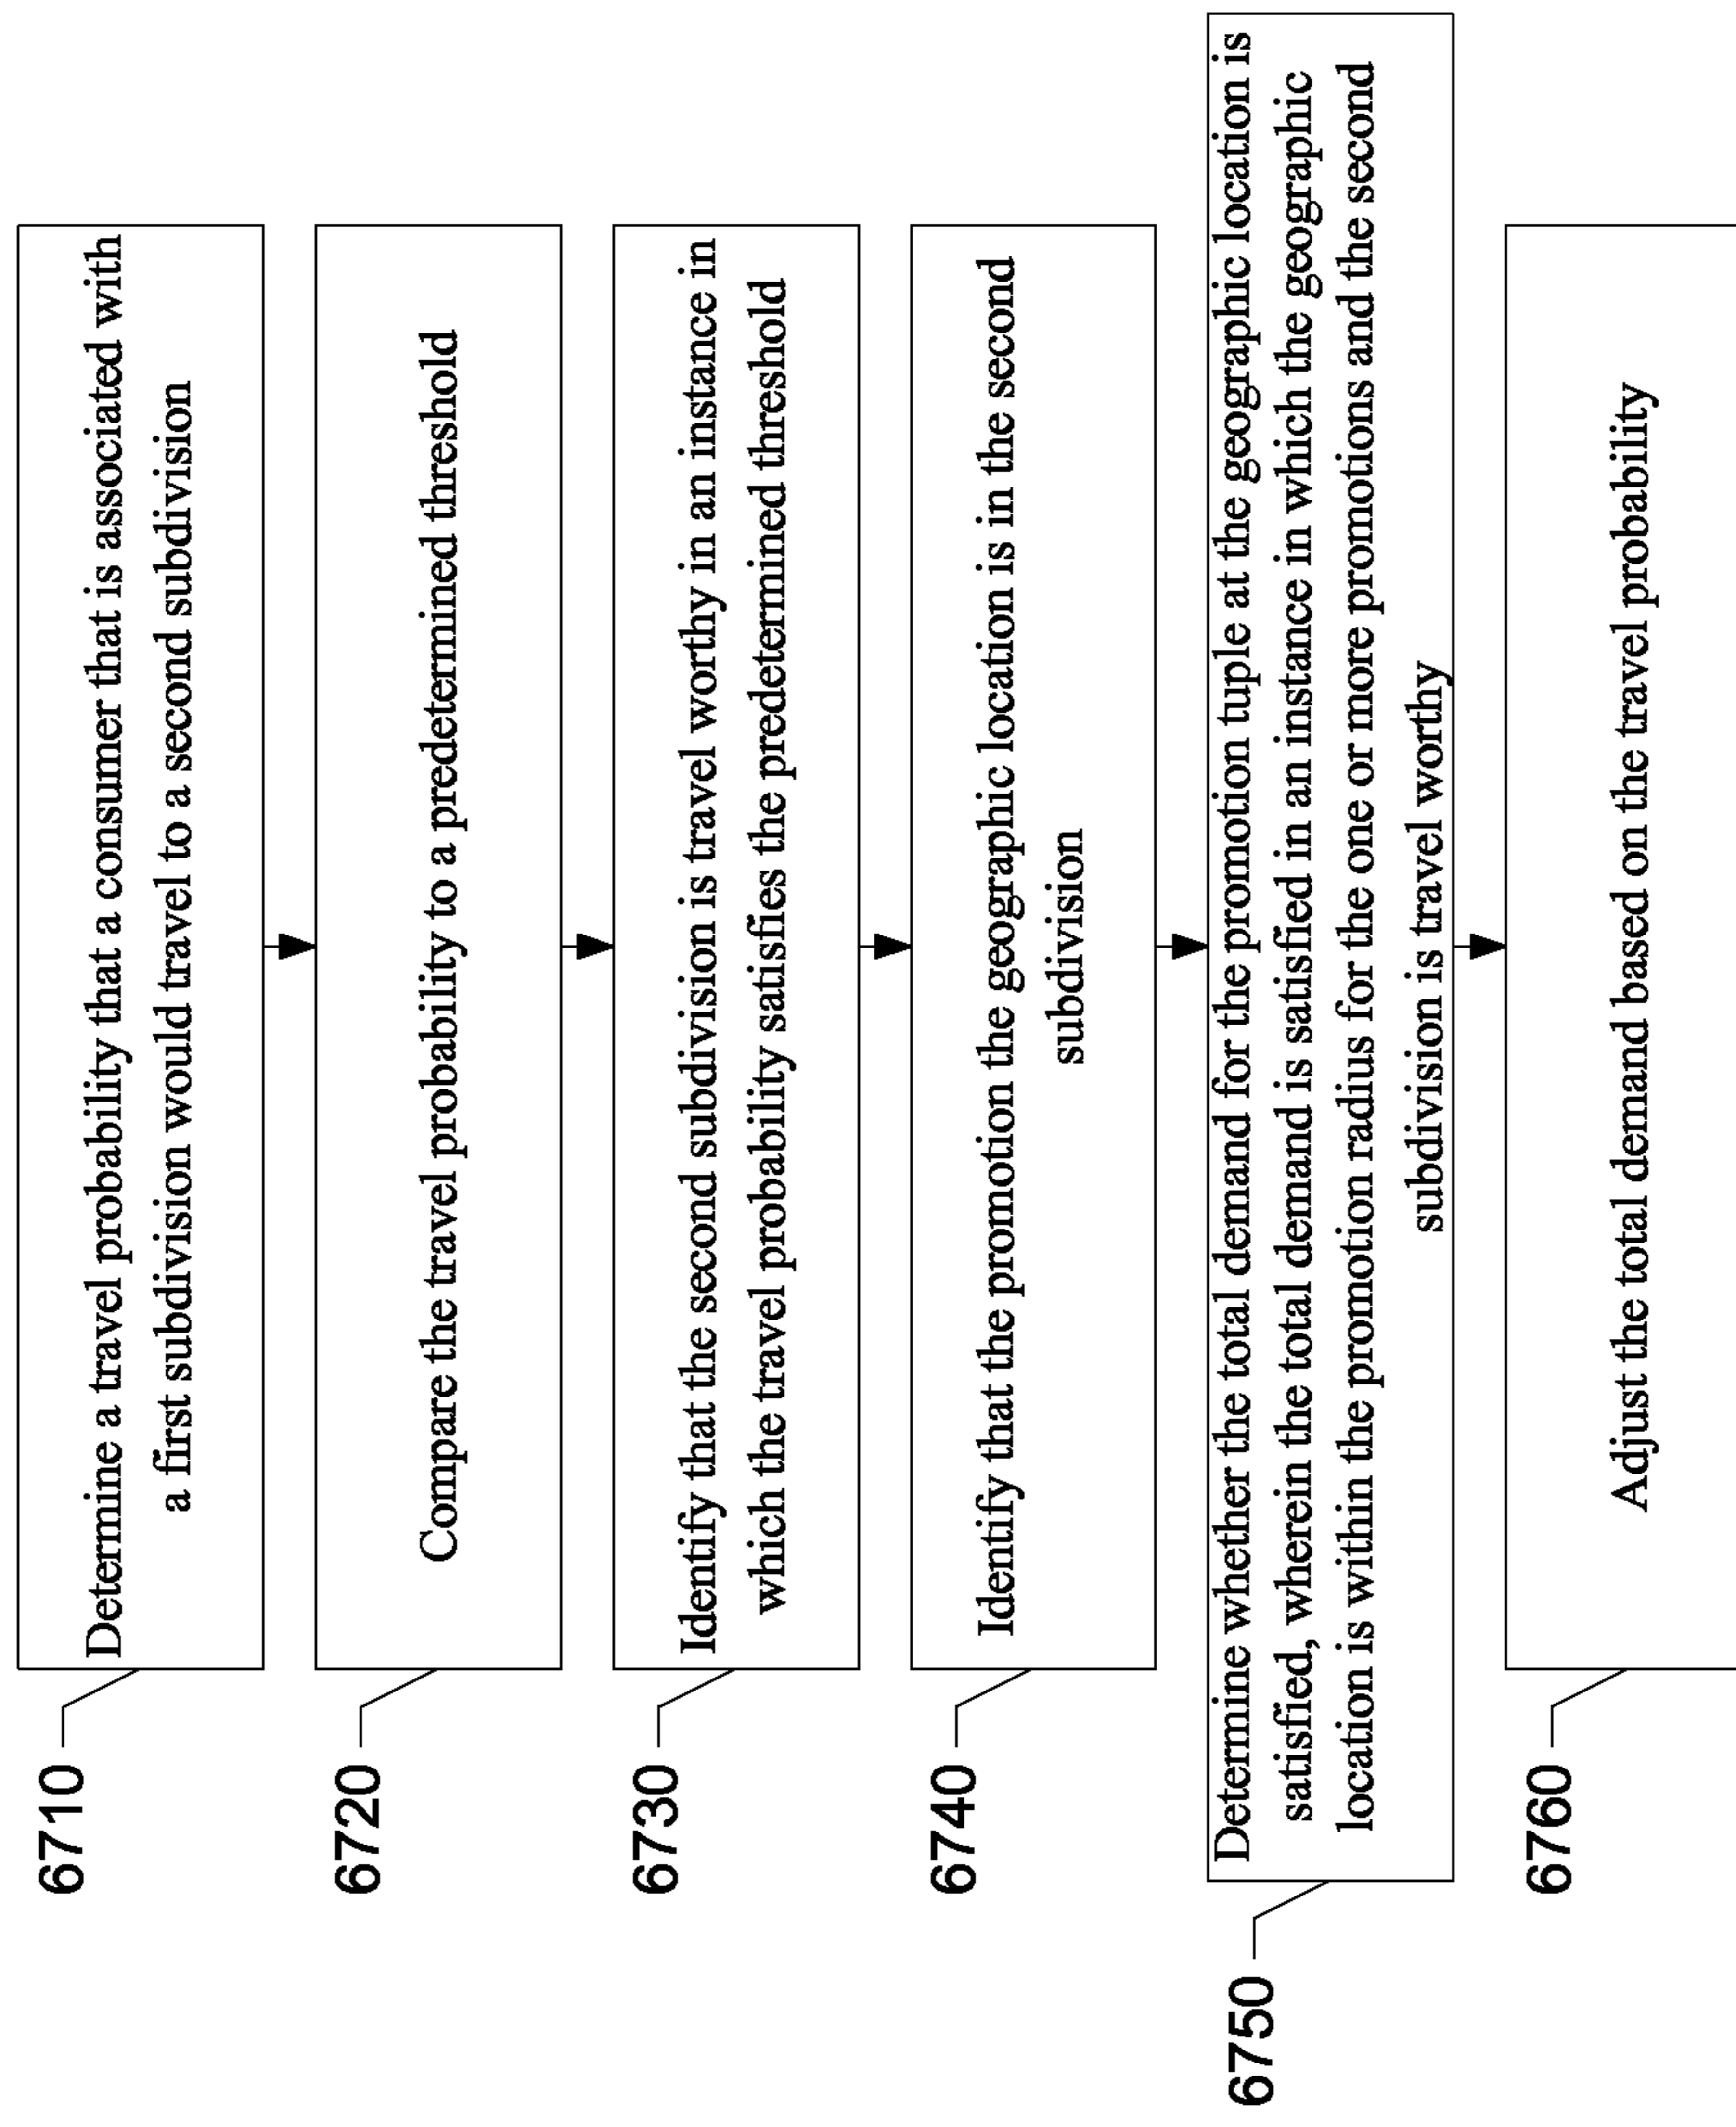 6710
Determine a travel probability that a consumer that is associated with
a first subdivision would travel to a second subdivision
6720
Compare the travel probability to a predetermined threshold
6730
Identify that the second subdivision is travel worthy in an instance in
which the travel probability satisfies the predetermined threshold
6740
Identify that the promotion the geographic location is in the second
subdivision
6750
Determine whether the total demand for the promotion tuple at the geographic location is
satisfied, wherein the total demand is satisfied in an instance in which the geographic
location is within the promotion radius for the one or more promotions and the second
subdivision is travel worthy
6760
Adjust the total demand based on the travel probability